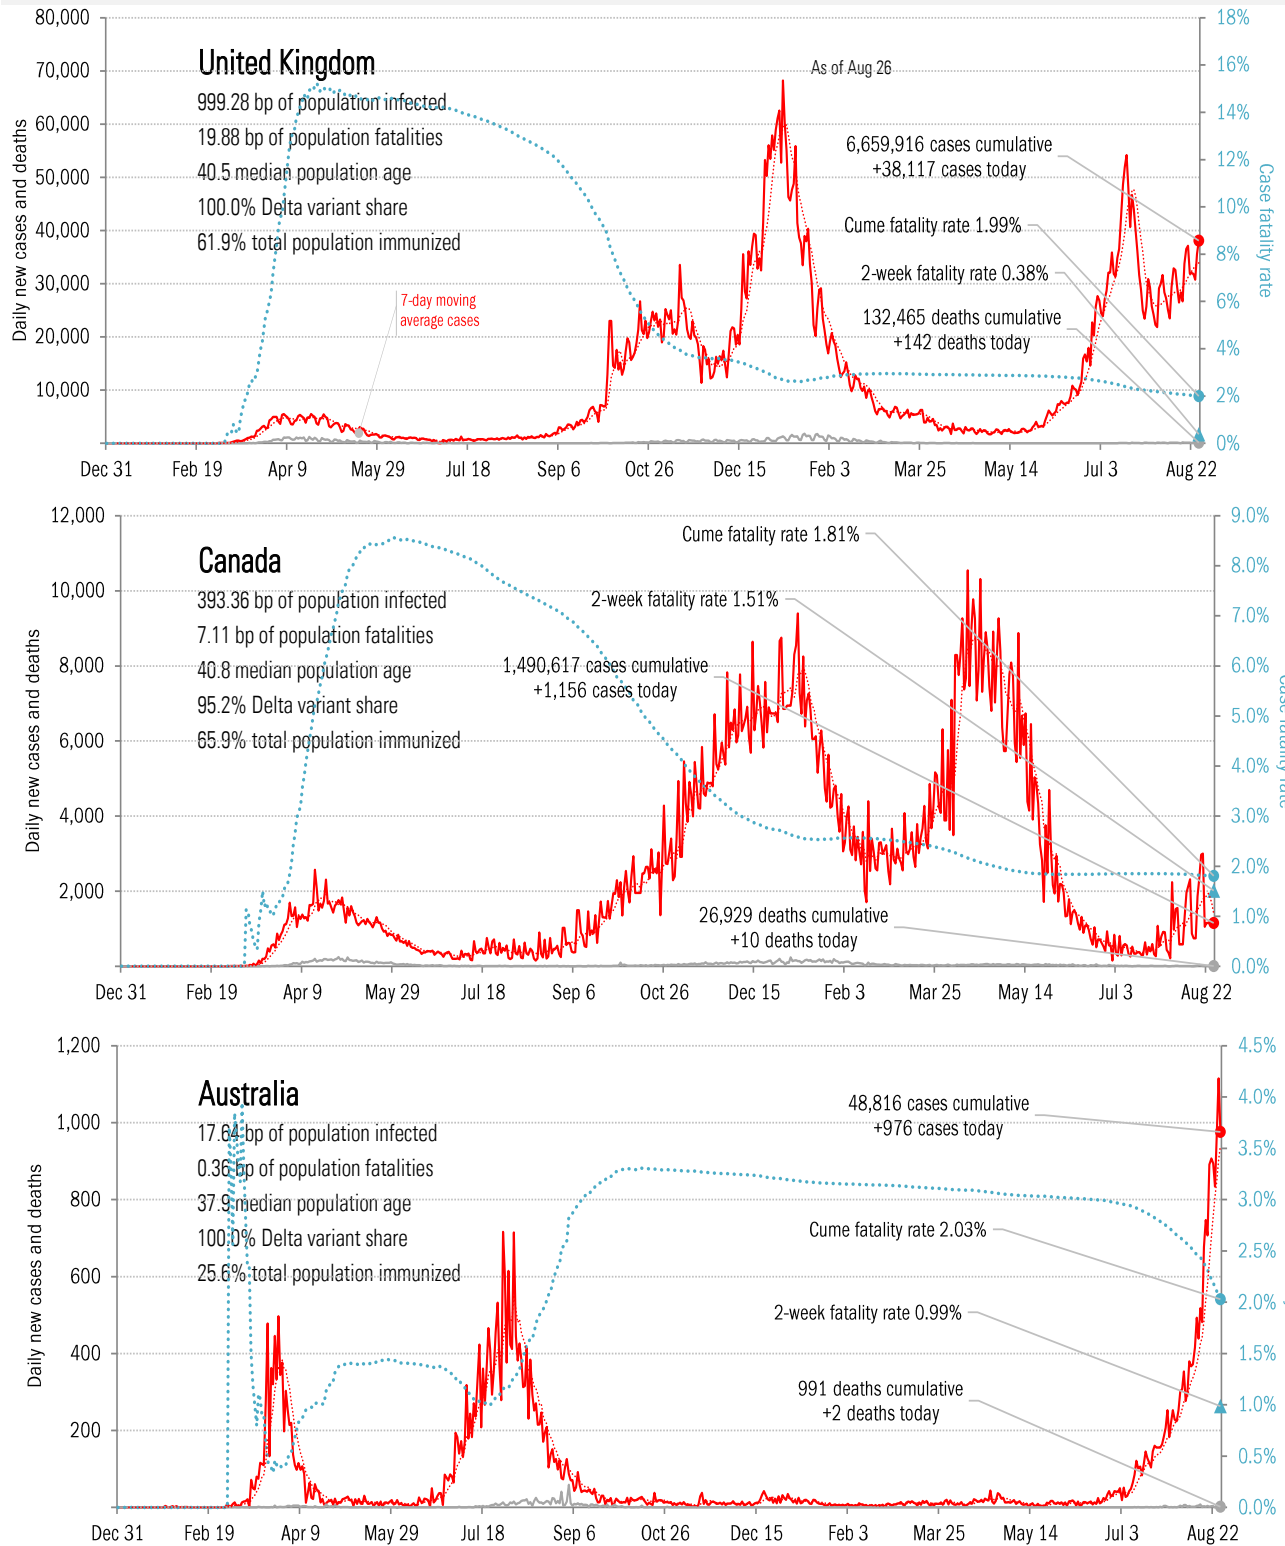 80,000
70,000
60,000
50,000
40,000
30,000
20,000
10,000
Daily new cases and deaths
18%
16%
14%
12%
10%
8%
6%
4%
2%
0%
Case fatality rate
United Kingdom
999.28 bp of population infected
19.88 bp of population fatalities
40.5 median population age
100.0% Delta variant share
61.9% total population immunized
As of Aug 26
7-day moving
average cases
6,659,916 cases cumulative
+38,117 cases today
Cume fatality rate 1.99%
2-week fatality rate 0.38%
132,465 deaths cumulative
+142 deaths today
Dec 31 Feb 19 Apr 9 May 29 Jul 18 Sep 6 Oct 26 Dec 15 Feb 3 Mar 25 May 14 Jul 3 Aug 22
12,000
10,000
8,000
6,000
4,000
2,000
Daily new cases and deaths
9.0%
8.0%
7.0%
6.0%
5.0%
4.0%
3.0%
2.0%
1.0%
0.0%
Case fatality rate
Canada
393.36 bp of population infected
7.11 bp of population fatalities
40.8 median population age
95.2% Delta variant share
65.9% total population immunized
Cume fatality rate 1.81%
2-week fatality rate 1.51%
1,490,617 cases cumulative
+1,156 cases today
26,929 deaths cumulative
+10 deaths today
Dec 31 Feb 19 Apr 9 May 29 Jul 18 Sep 6 Oct 26 Dec 15 Feb 3 Mar 25 May 14 Jul 3 Aug 22
1,200
1,000
800
600
400
200
Daily new cases and deaths
4.5%
4.0%
3.5%
3.0%
2.5%
2.0%
1.5%
1.0%
0.5%
0.0%
Australia
17.64 bp of population infected
0.36 bp of population fatalities
37.9 median population age
100.0% Delta variant share
25.6% total population immunized
48,816 cases cumulative
+976 cases today
Cume fatality rate 2.03%
2-week fatality rate 0.99%
991 deaths cumulative
+2 deaths today
Dec 31 Feb 19 Apr 9 May 29 Jul 18 Sep 6 Oct 26 Dec 15 Feb 3 Mar 25 May 14 Jul 3 Aug 22